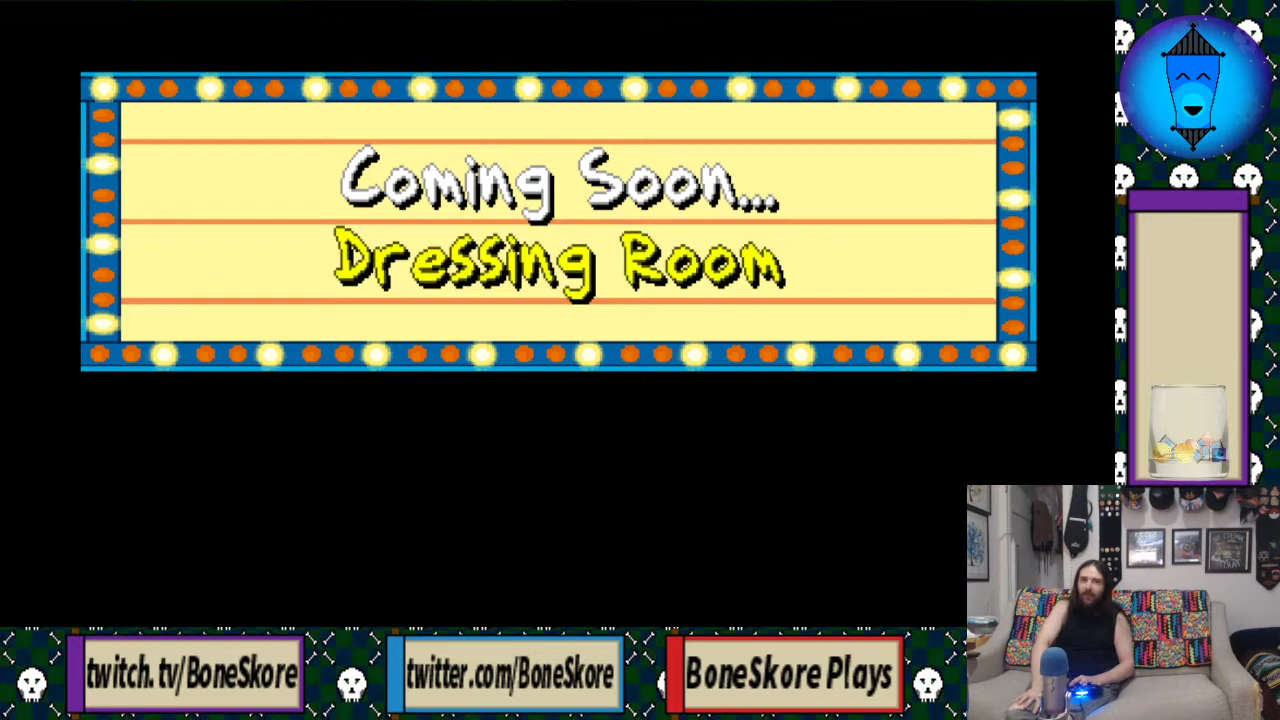 Coming Soon...
Dressing Room
twitch.tv/BoneSkore
twitter.com/BoneSkore
BoneSkore Plays